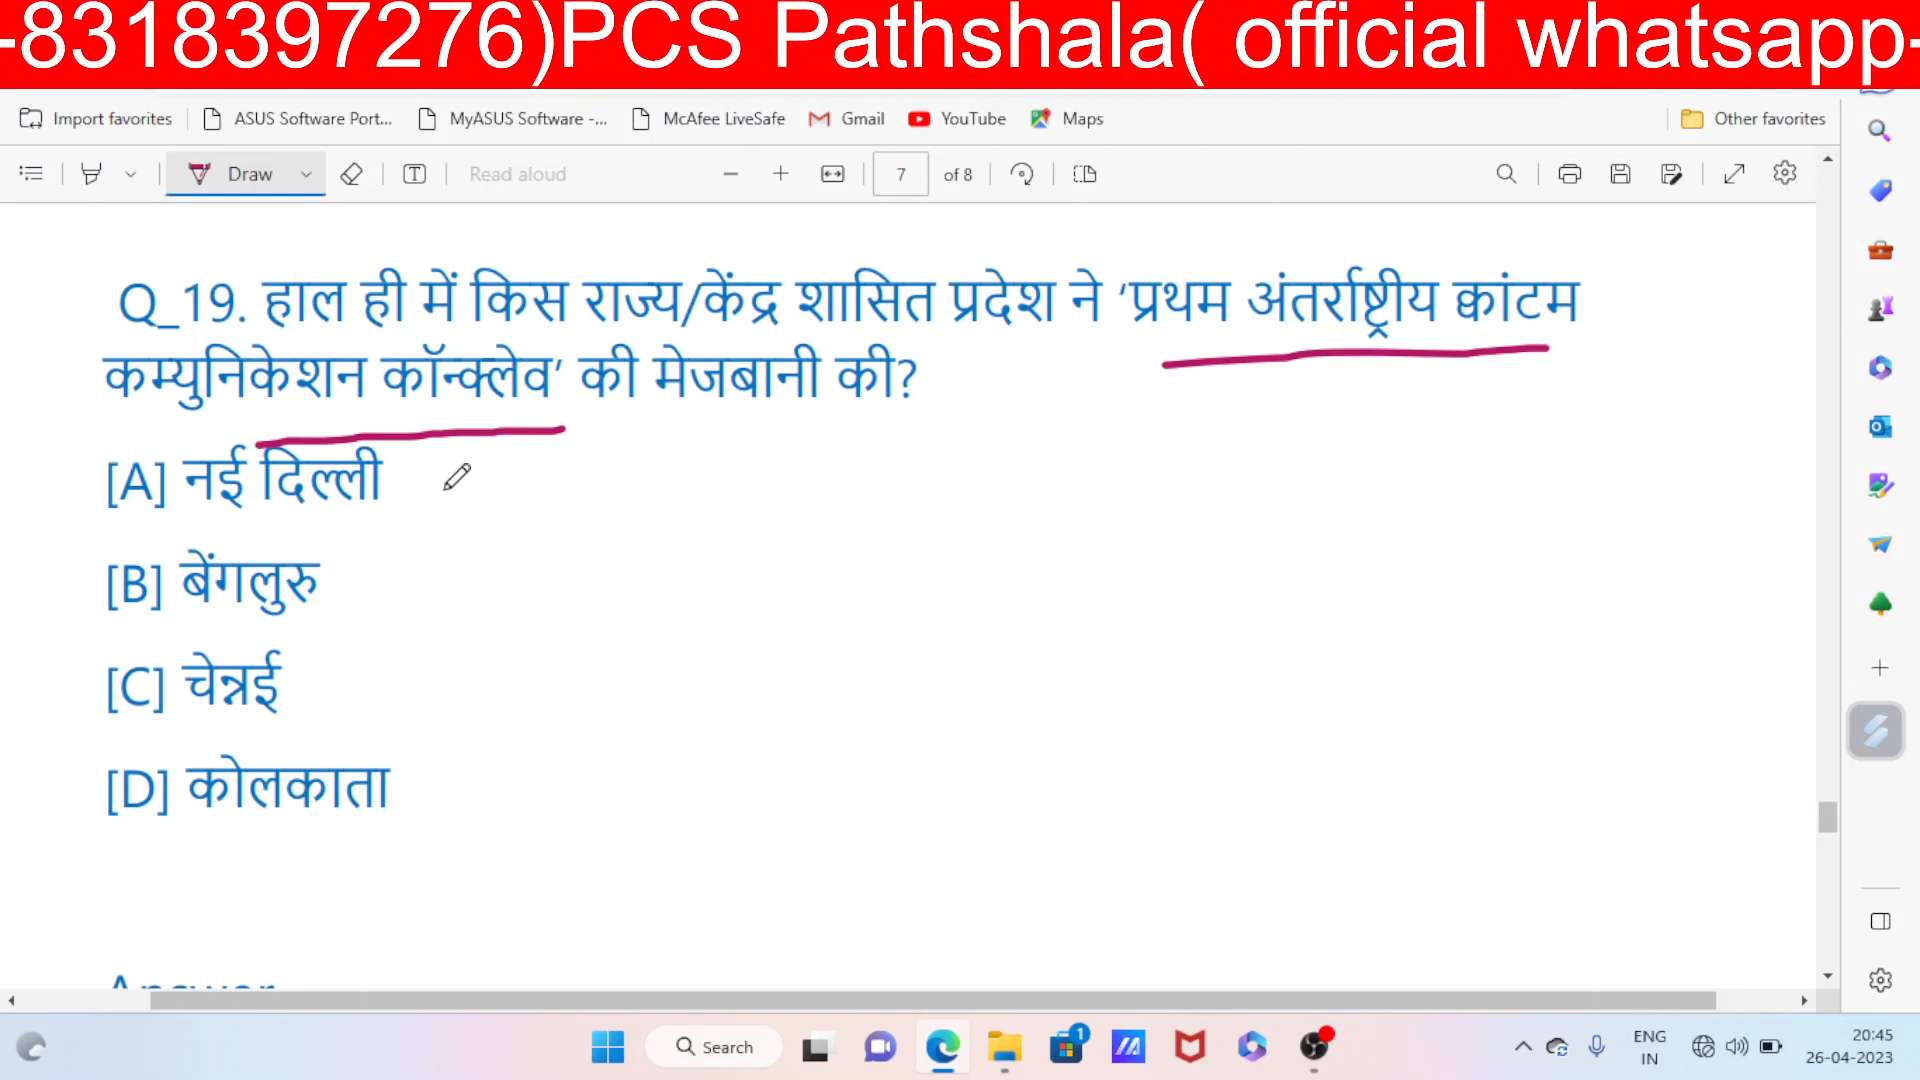 -8318397276)PCS Pathshala( official whatsapp-
Import favorites ASUS Software Port... MyASUS Software -... McAfee LiveSafe Gmail YouTube Maps Other favorites
Draw Read aloud 7 of 8
Q_19. हाल ही में किस राज्य/केंद्र शासित प्रदेश ने ‘प्रथम अंतर्राष्ट्रीय क्वांटम
कम्युनिकेशन कॉन्क्लेव’ की मेजबानी की?
[A] नई दिल्ली
[B] बेंगलुरु
[C] चेन्नई
[D] कोलकाता
Answer
Search 1 ENG 20:45
IN 26-04-2023